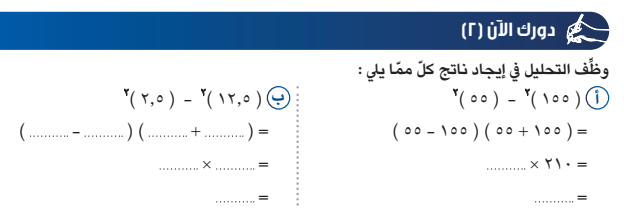 دورك الآن (٢)
وظِّف التحليل في إيجاد ناتج كلّ ممّا يلي :
أ ( ١٥٥ )٢ – ( ٥٥ )٢
= ( ١٥٥ + ٥٥ ) ( ١٥٥ – ٥٥ )
= ٢١٠ × ...........
= ...........
ب ( ١٢,٥ )٢ – ( ٢,٥ )٢
= ( ........... + ........... ) ( ........... – ........... )
= ........... × ...........
= ...........